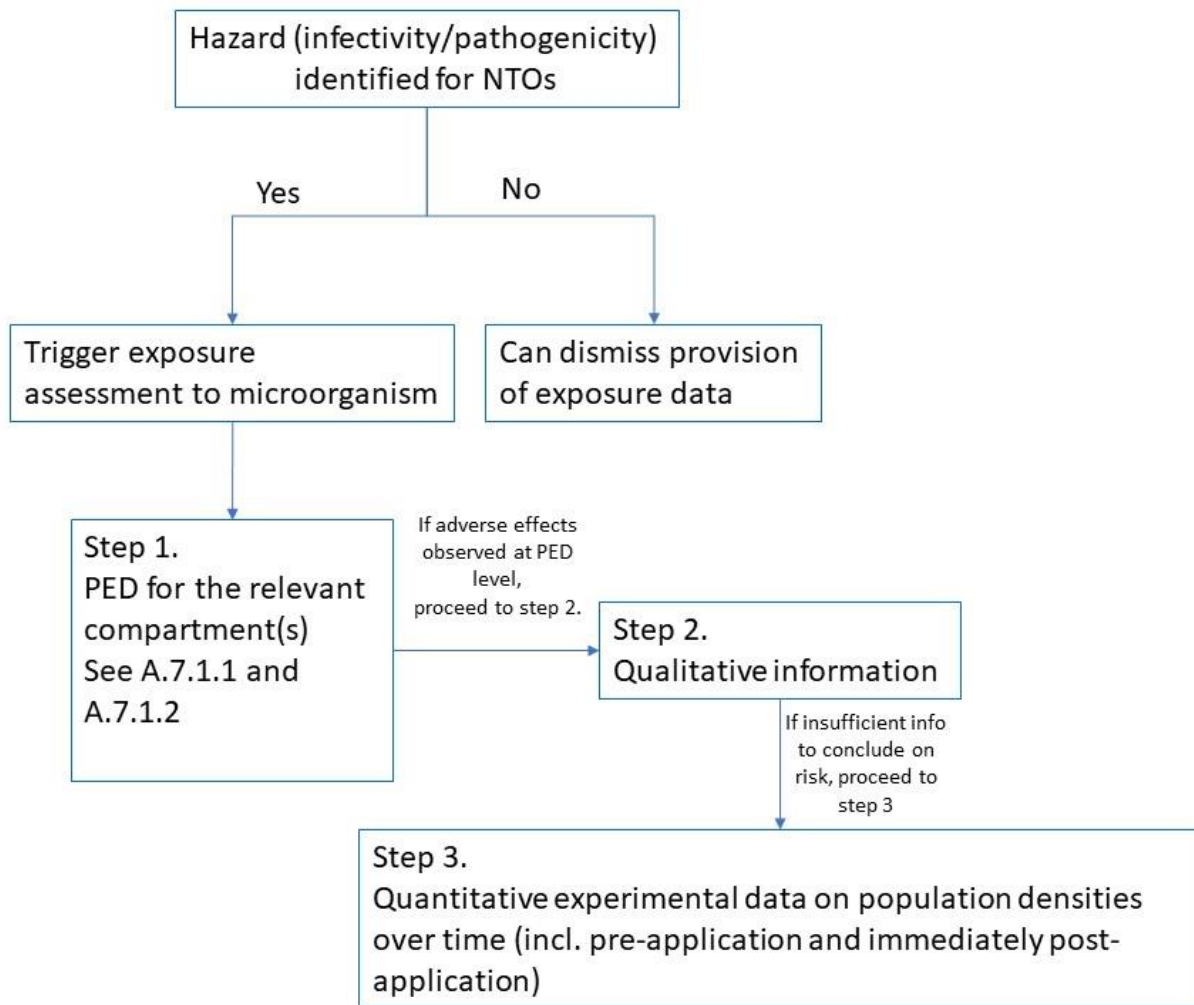 Hazard (infectivity/pathogenicity)
identified for NTOs
Yes
No
Trigger exposure
assessment to microorganism
Can dismiss provision
of exposure data
Step 1.
PED for the relevant
compartment(s)
See A.7.1.1 and
A.7.1.2
If adverse effects
observed at PED
level,
proceed to step 2.
Step 2.
Qualitative information
If insufficient info
to conclude on
risk, proceed to
step 3
Step 3.
Quantitative experimental data on population densities
over time (incl. pre-application and immediately post-
application)